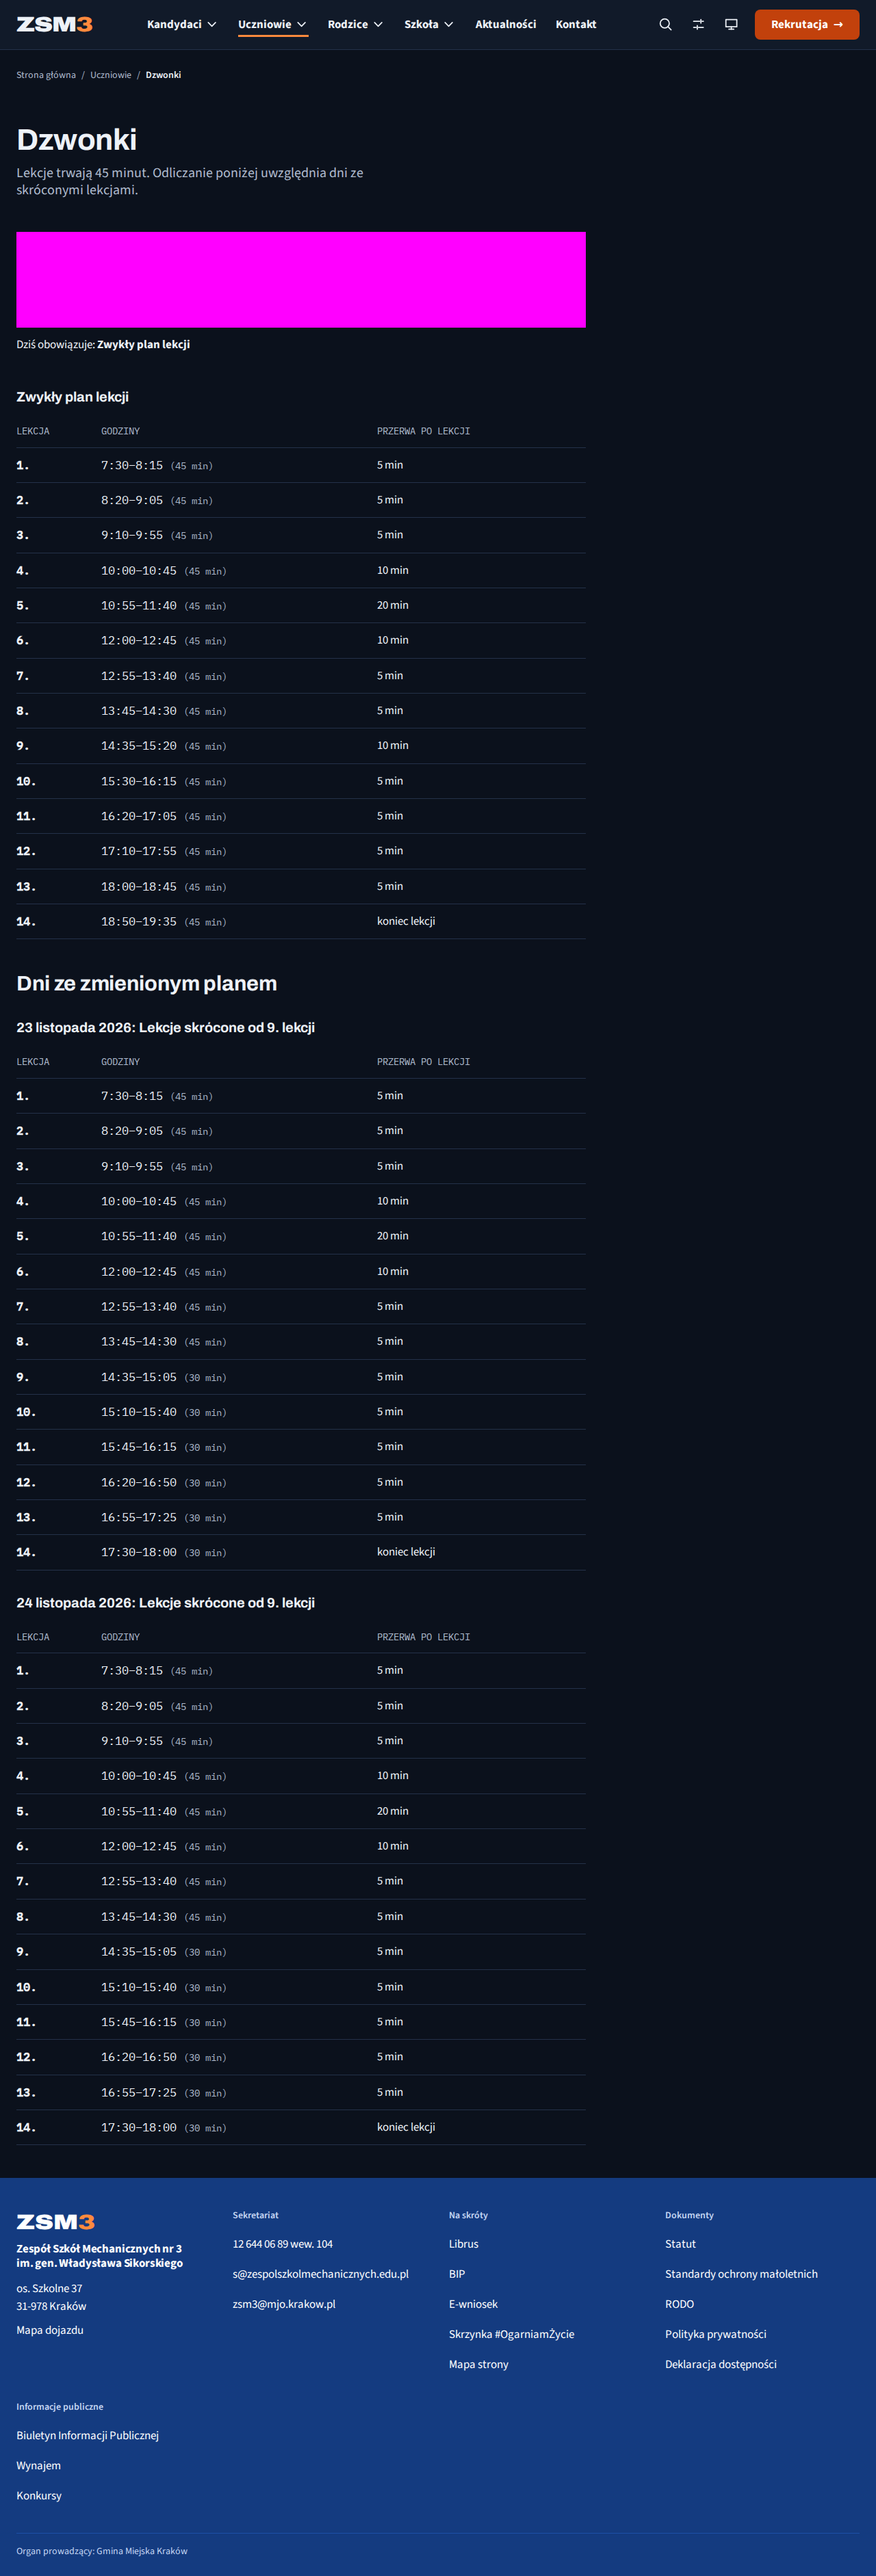 ZSM3 Kandydaci Uczniowie Rodzice Szkoła Aktualności Kontakt Rekrutacja →
Strona główna / Uczniowie / Dzwonki
Dzwonki
Lekcje trwają 45 minut. Odliczanie poniżej uwzględnia dni ze
skróconymi lekcjami.
Dziś obowiązuje: Zwykły plan lekcji
Zwykły plan lekcji
LEKCJA GODZINY PRZERWA PO LEKCJI
1. 7:30–8:15 (45 min) 5 min
2. 8:20–9:05 (45 min) 5 min
3. 9:10–9:55 (45 min) 5 min
4. 10:00–10:45 (45 min) 10 min
5. 10:55–11:40 (45 min) 20 min
6. 12:00–12:45 (45 min) 10 min
7. 12:55–13:40 (45 min) 5 min
8. 13:45–14:30 (45 min) 5 min
9. 14:35–15:20 (45 min) 10 min
10. 15:30–16:15 (45 min) 5 min
11. 16:20–17:05 (45 min) 5 min
12. 17:10–17:55 (45 min) 5 min
13. 18:00–18:45 (45 min) 5 min
14. 18:50–19:35 (45 min) koniec lekcji
Dni ze zmienionym planem
23 listopada 2026: Lekcje skrócone od 9. lekcji
LEKCJA GODZINY PRZERWA PO LEKCJI
1. 7:30–8:15 (45 min) 5 min
2. 8:20–9:05 (45 min) 5 min
3. 9:10–9:55 (45 min) 5 min
4. 10:00–10:45 (45 min) 10 min
5. 10:55–11:40 (45 min) 20 min
6. 12:00–12:45 (45 min) 10 min
7. 12:55–13:40 (45 min) 5 min
8. 13:45–14:30 (45 min) 5 min
9. 14:35–15:05 (30 min) 5 min
10. 15:10–15:40 (30 min) 5 min
11. 15:45–16:15 (30 min) 5 min
12. 16:20–16:50 (30 min) 5 min
13. 16:55–17:25 (30 min) 5 min
14. 17:30–18:00 (30 min) koniec lekcji
24 listopada 2026: Lekcje skrócone od 9. lekcji
LEKCJA GODZINY PRZERWA PO LEKCJI
1. 7:30–8:15 (45 min) 5 min
2. 8:20–9:05 (45 min) 5 min
3. 9:10–9:55 (45 min) 5 min
4. 10:00–10:45 (45 min) 10 min
5. 10:55–11:40 (45 min) 20 min
6. 12:00–12:45 (45 min) 10 min
7. 12:55–13:40 (45 min) 5 min
8. 13:45–14:30 (45 min) 5 min
9. 14:35–15:05 (30 min) 5 min
10. 15:10–15:40 (30 min) 5 min
11. 15:45–16:15 (30 min) 5 min
12. 16:20–16:50 (30 min) 5 min
13. 16:55–17:25 (30 min) 5 min
14. 17:30–18:00 (30 min) koniec lekcji
ZSM3
Zespół Szkół Mechanicznych nr 3
im. gen. Władysława Sikorskiego
os. Szkolne 37
31-978 Kraków
Mapa dojazdu
Sekretariat
12 644 06 89 wew. 104
s@zespolszkolmechanicznych.edu.pl
zsm3@mjo.krakow.pl
Na skróty
Librus
BIP
E-wniosek
Skrzynka #OgarniamŻycie
Mapa strony
Dokumenty
Statut
Standardy ochrony małoletnich
RODO
Polityka prywatności
Deklaracja dostępności
Informacje publiczne
Biuletyn Informacji Publicznej
Wynajem
Konkursy
Organ prowadzący: Gmina Miejska Kraków